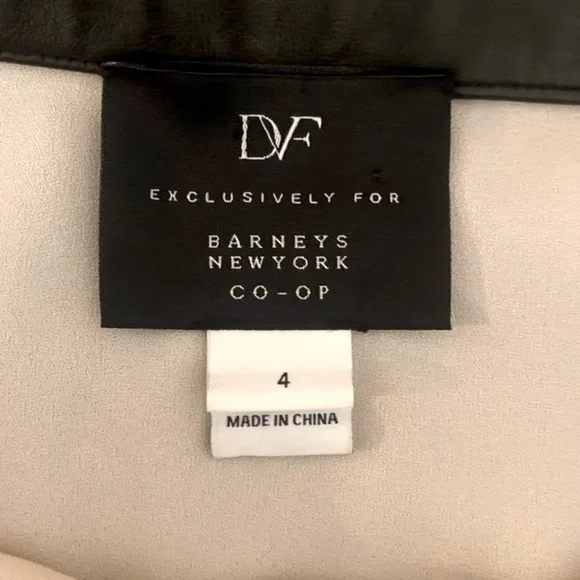 DVF
EXCLUSIVELY FOR
BARNEYS
NEWYORK
CO-OP
4
MADE IN CHINA